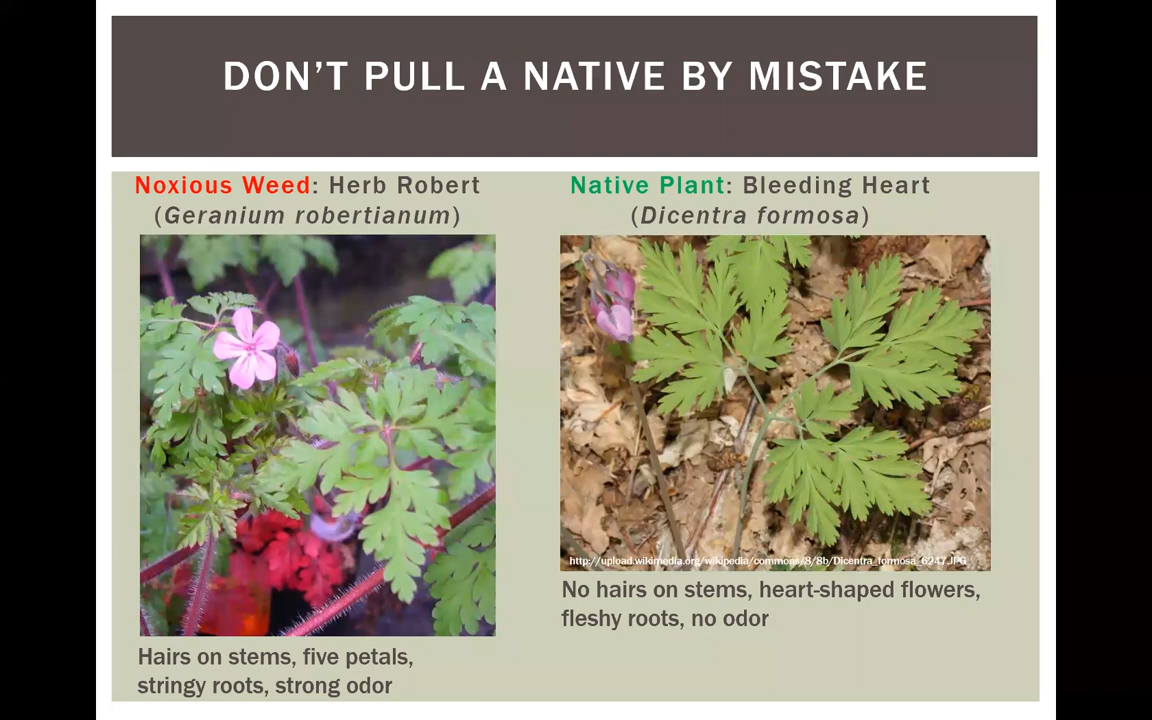 DON’T PULL A NATIVE BY MISTAKE
Noxious Weed: Herb Robert
(Geranium robertianum)
Hairs on stems, five petals,
stringy roots, strong odor
Native Plant: Bleeding Heart
(Dicentra formosa)
http://upload.wikimedia.org/wikipedia/commons/8/8b/Dicentra_formosa_6247.JPG
No hairs on stems, heart-shaped flowers,
fleshy roots, no odor